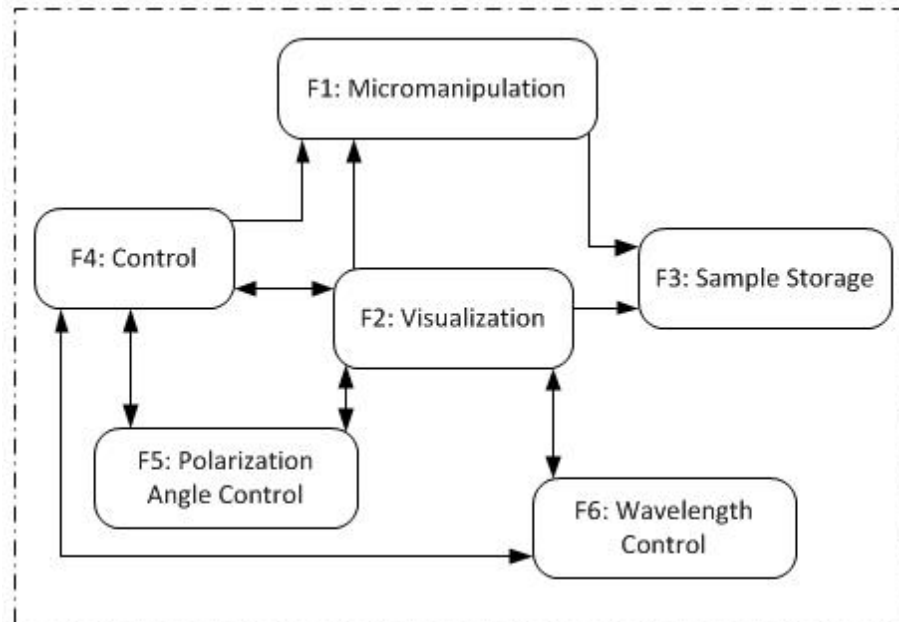 F1: Micromanipulation
F4: Control
F3: Sample Storage
F2: Visualization
F5: Polarization
Angle Control
F6: Wavelength
Control